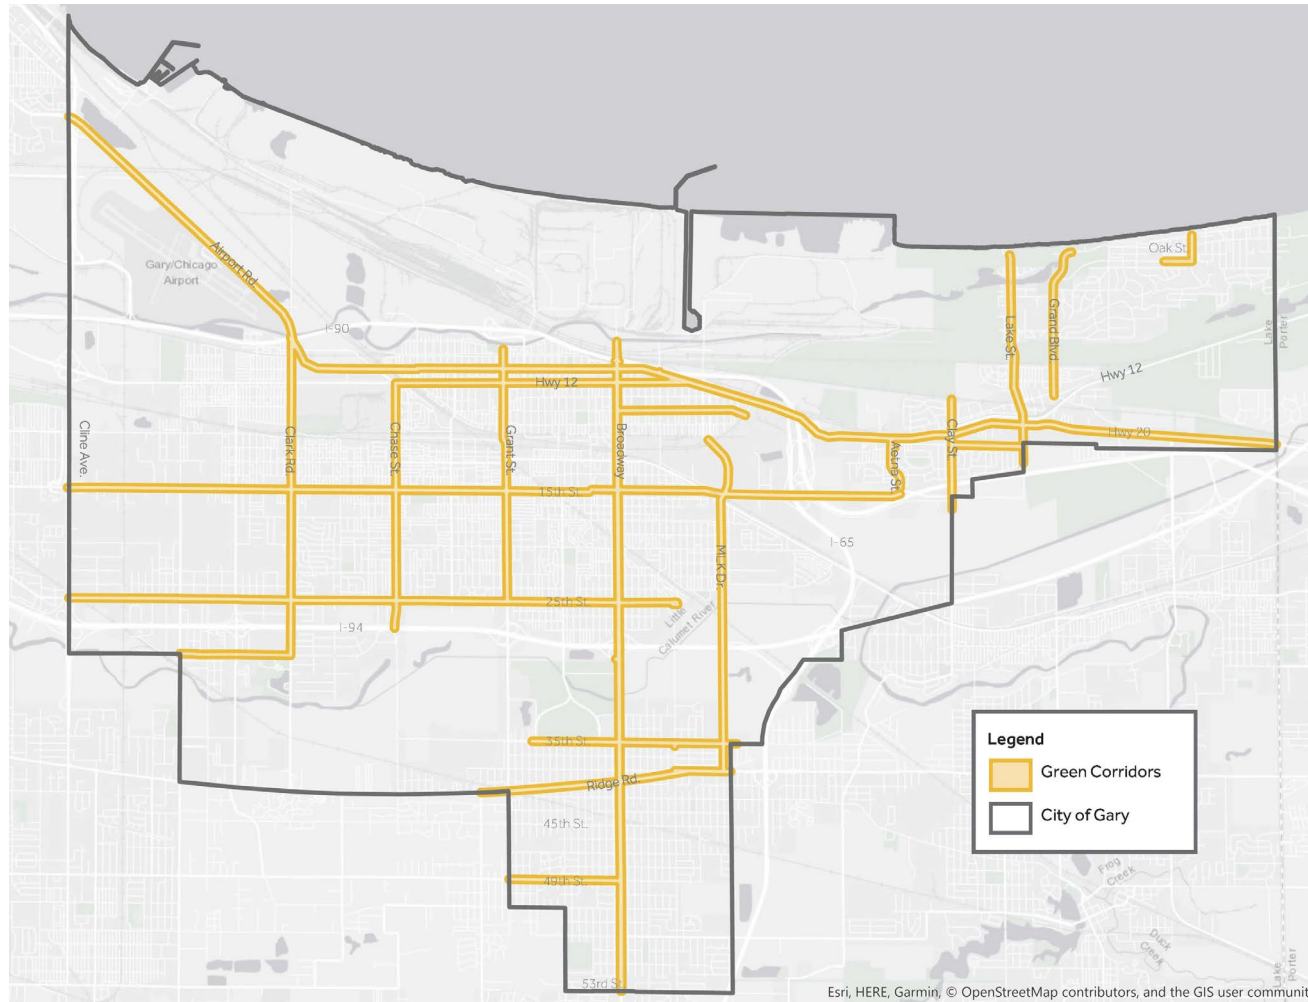 Oak St.
Airport Rd.
Gary/Chicago
Airport
I-90
Lake St.
Grand Blvd.
Lake
Porter
Hwy 12
Hwy 12
Cline Ave.
Clark Rd.
Chase St.
Grant St.
Broadway
Aetna St.
Clay St.
Hwy 20
15th St.
I-65
MLK Dr.
25th St.
Little
Calumet River
I-94
35th St.
Ridge Rd.
45th St.
49th St.
53rd St.
Legend
Green Corridors
City of Gary
Frog
Creek
Duck
Creek
Lake
Porter
Esri, HERE, Garmin, © OpenStreetMap contributors, and the GIS user communit